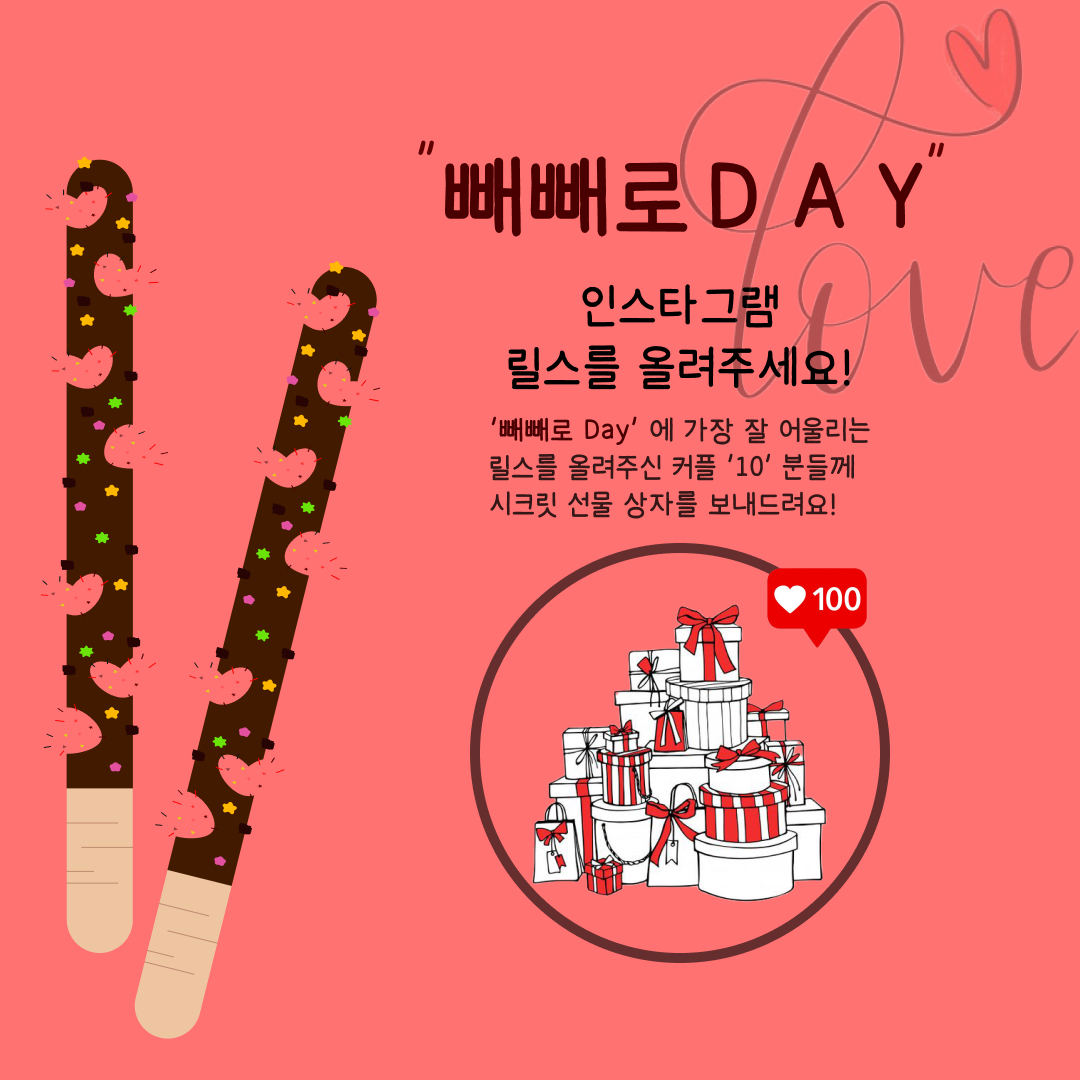 love
"빼빼로DAY"
인스타그램
릴스를 올려주세요!
'빼빼로 Day' 에 가장 잘 어울리는
릴스를 올려주신 커플 '10' 분들께
시크릿 선물 상자를 보내드려요!
100